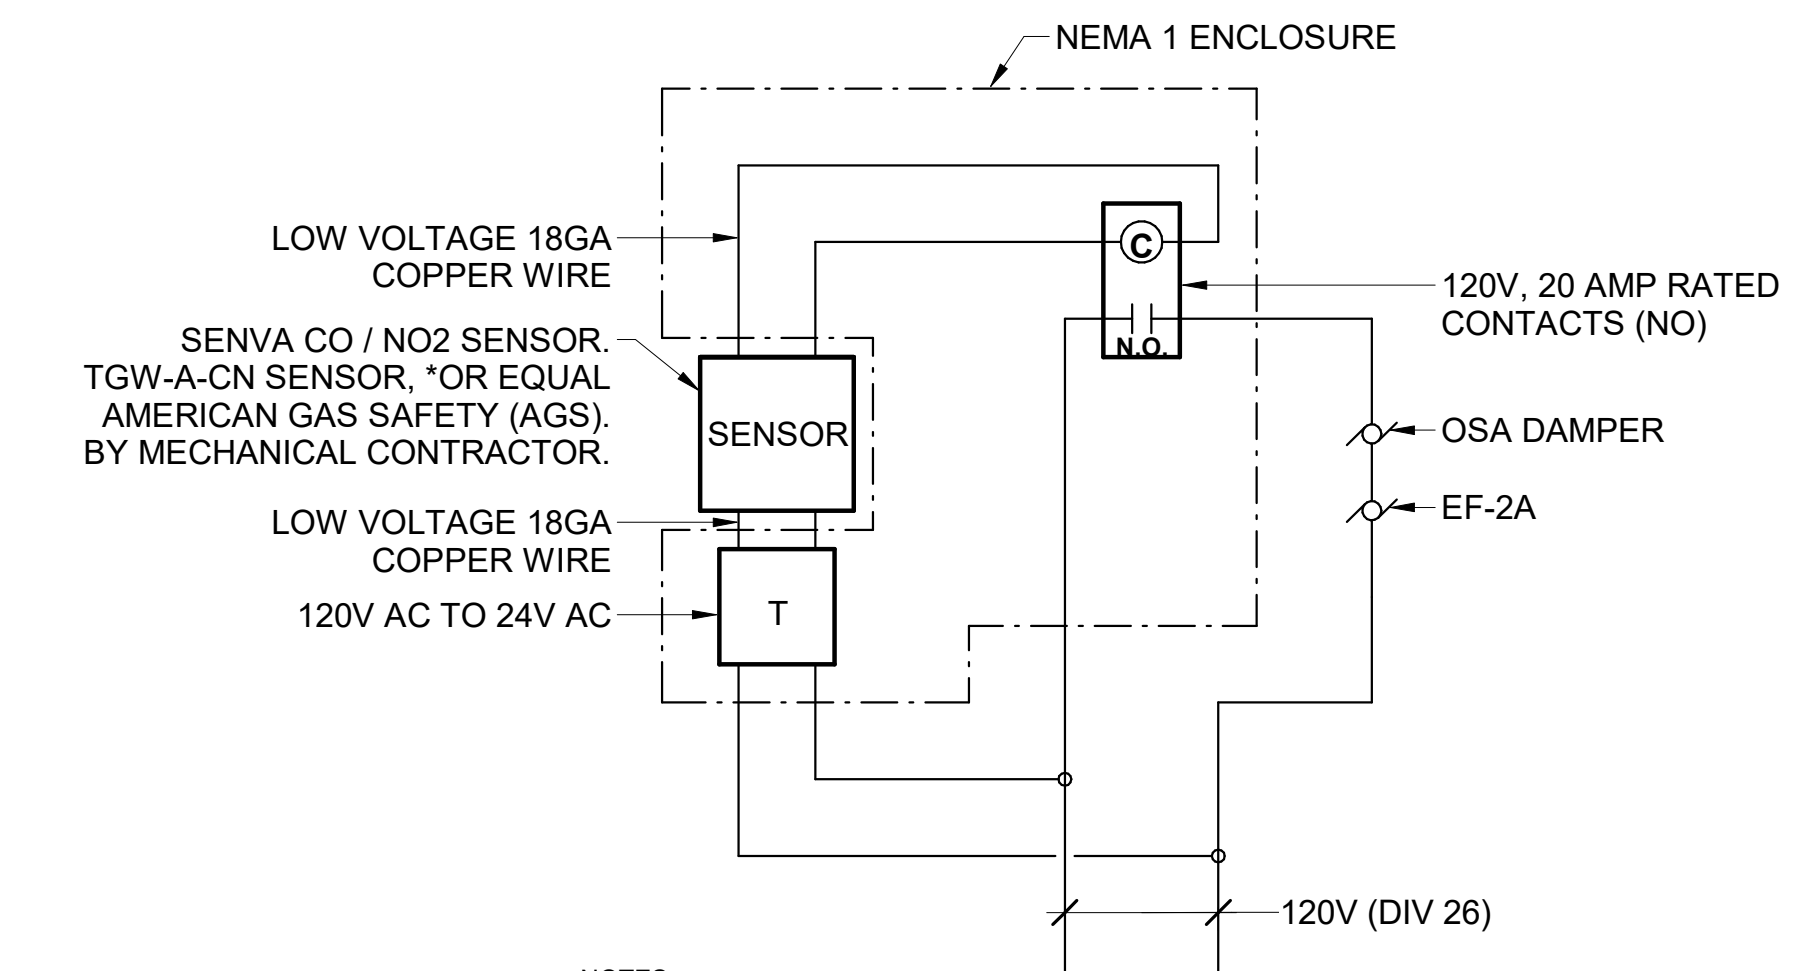 NEMA 1 ENCLOSURE
LOW VOLTAGE 18GA
COPPER WIRE
C
120V, 20 AMP RATED
CONTACTS (NO)
N.O.
SENVA CO / NO2 SENSOR.
TGW-A-CN SENSOR, *OR EQUAL
AMERICAN GAS SAFETY (AGS).
BY MECHANICAL CONTRACTOR.
SENSOR
OSA DAMPER
EF-2A
LOW VOLTAGE 18GA
COPPER WIRE
120V AC TO 24V AC
T
120V (DIV 26)